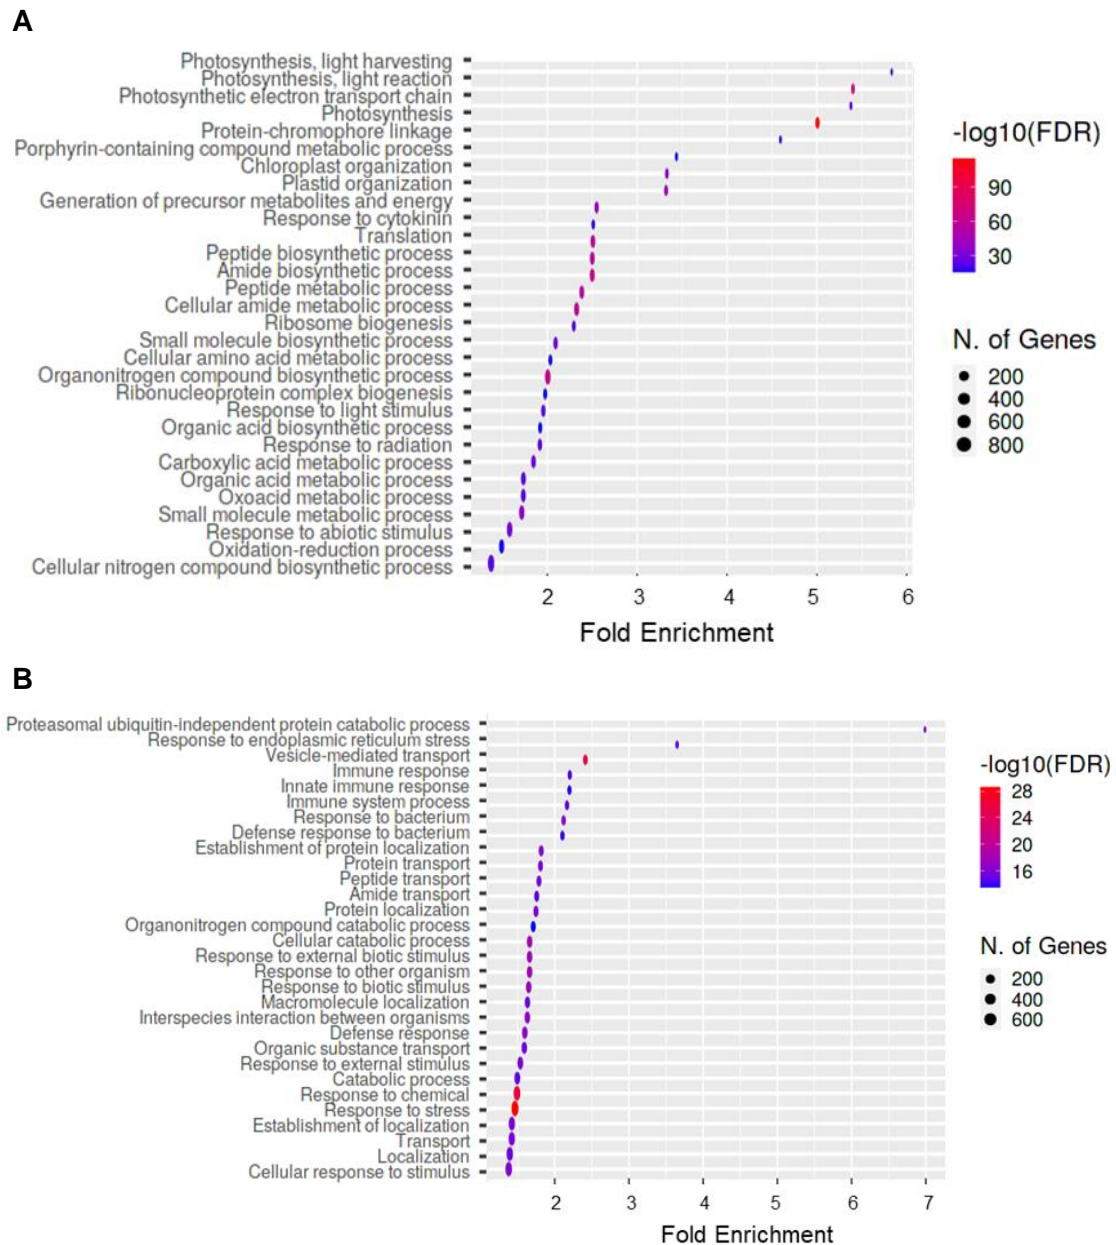 A
Photosynthesis, light harvesting
Photosynthesis, light reaction
Photosynthetic electron transport chain
Photosynthesis
Protein-chromophore linkage
Porphyrin-containing compound metabolic process
Chloroplast organization
Plastid organization
Generation of precursor metabolites and energy
Response to cytokinin
Translation
Peptide biosynthetic process
Amide biosynthetic process
Peptide metabolic process
Cellular amide metabolic process
Ribosome biogenesis
Small molecule biosynthetic process
Cellular amino acid metabolic process
Organonitrogen compound biosynthetic process
Ribonucleoprotein complex biogenesis
Response to light stimulus
Organic acid biosynthetic process
Response to radiation
Carboxylic acid metabolic process
Organic acid metabolic process
Oxoacid metabolic process
Small molecule metabolic process
Response to abiotic stimulus
Oxidation-reduction process
Cellular nitrogen compound biosynthetic process
2 3 4 5 6
Fold Enrichment
-log10(FDR)
90
60
30
N. of Genes
200
400
600
800
B
Proteasomal ubiquitin-independent protein catabolic process
Response to endoplasmic reticulum stress
Vesicle-mediated transport
Immune response
Innate immune response
Immune system process
Response to bacterium
Defense response to bacterium
Establishment of protein localization
Protein transport
Peptide transport
Amide transport
Protein localization
Organonitrogen compound catabolic process
Cellular catabolic process
Response to external biotic stimulus
Response to other organism
Response to biotic stimulus
Macromolecule localization
Interspecies interaction between organisms
Defense response
Organic substance transport
Response to external stimulus
Catabolic process
Response to chemical
Response to stress
Establishment of localization
Transport
Localization
Cellular response to stimulus
2 3 4 5 6 7
Fold Enrichment
-log10(FDR)
28
24
20
16
N. of Genes
200
400
600